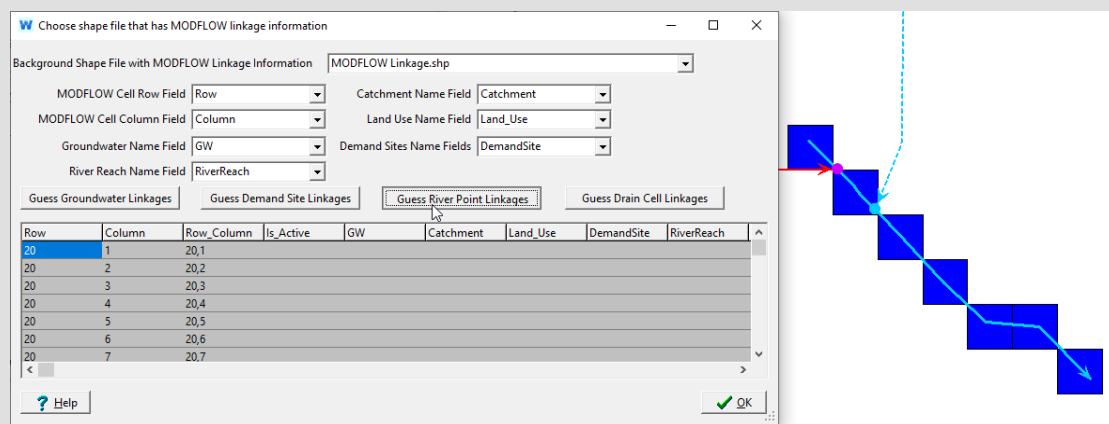 W Choose shape file that has MODFLOW linkage information
Background Shape File with MODFLOW Linkage Information MODFLOW Linkage.shp
MODFLOW Cell Row Field Row Catchment Name Field Catchment
MODFLOW Cell Column Field Column Land Use Name Field Land_Use
Groundwater Name Field GW Demand Sites Name Fields DemandSite
River Reach Name Field RiverReach
Guess Groundwater Linkages Guess Demand Site Linkages Guess River Point Linkages Guess Drain Cell Linkages
Row Column Row_Column Is_Active GW Catchment Land_Use DemandSite RiverReach
20 1 20,1
20 2 20,2
20 3 20,3
20 4 20,4
20 5 20,5
20 6 20,6
20 7 20,7
? Help OK